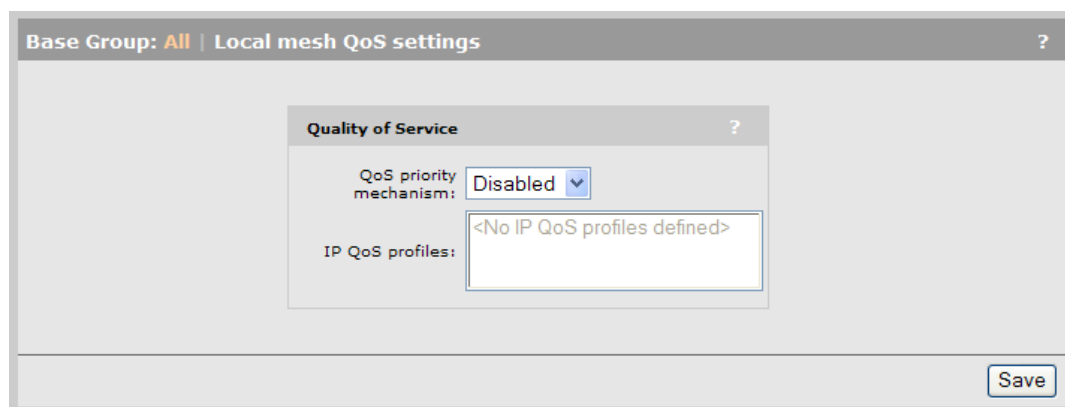 Base Group: All | Local mesh QoS settings ?
Quality of Service ?
QoS priority
mechanism: Disabled
IP QoS profiles: <No IP QoS profiles defined>
Save